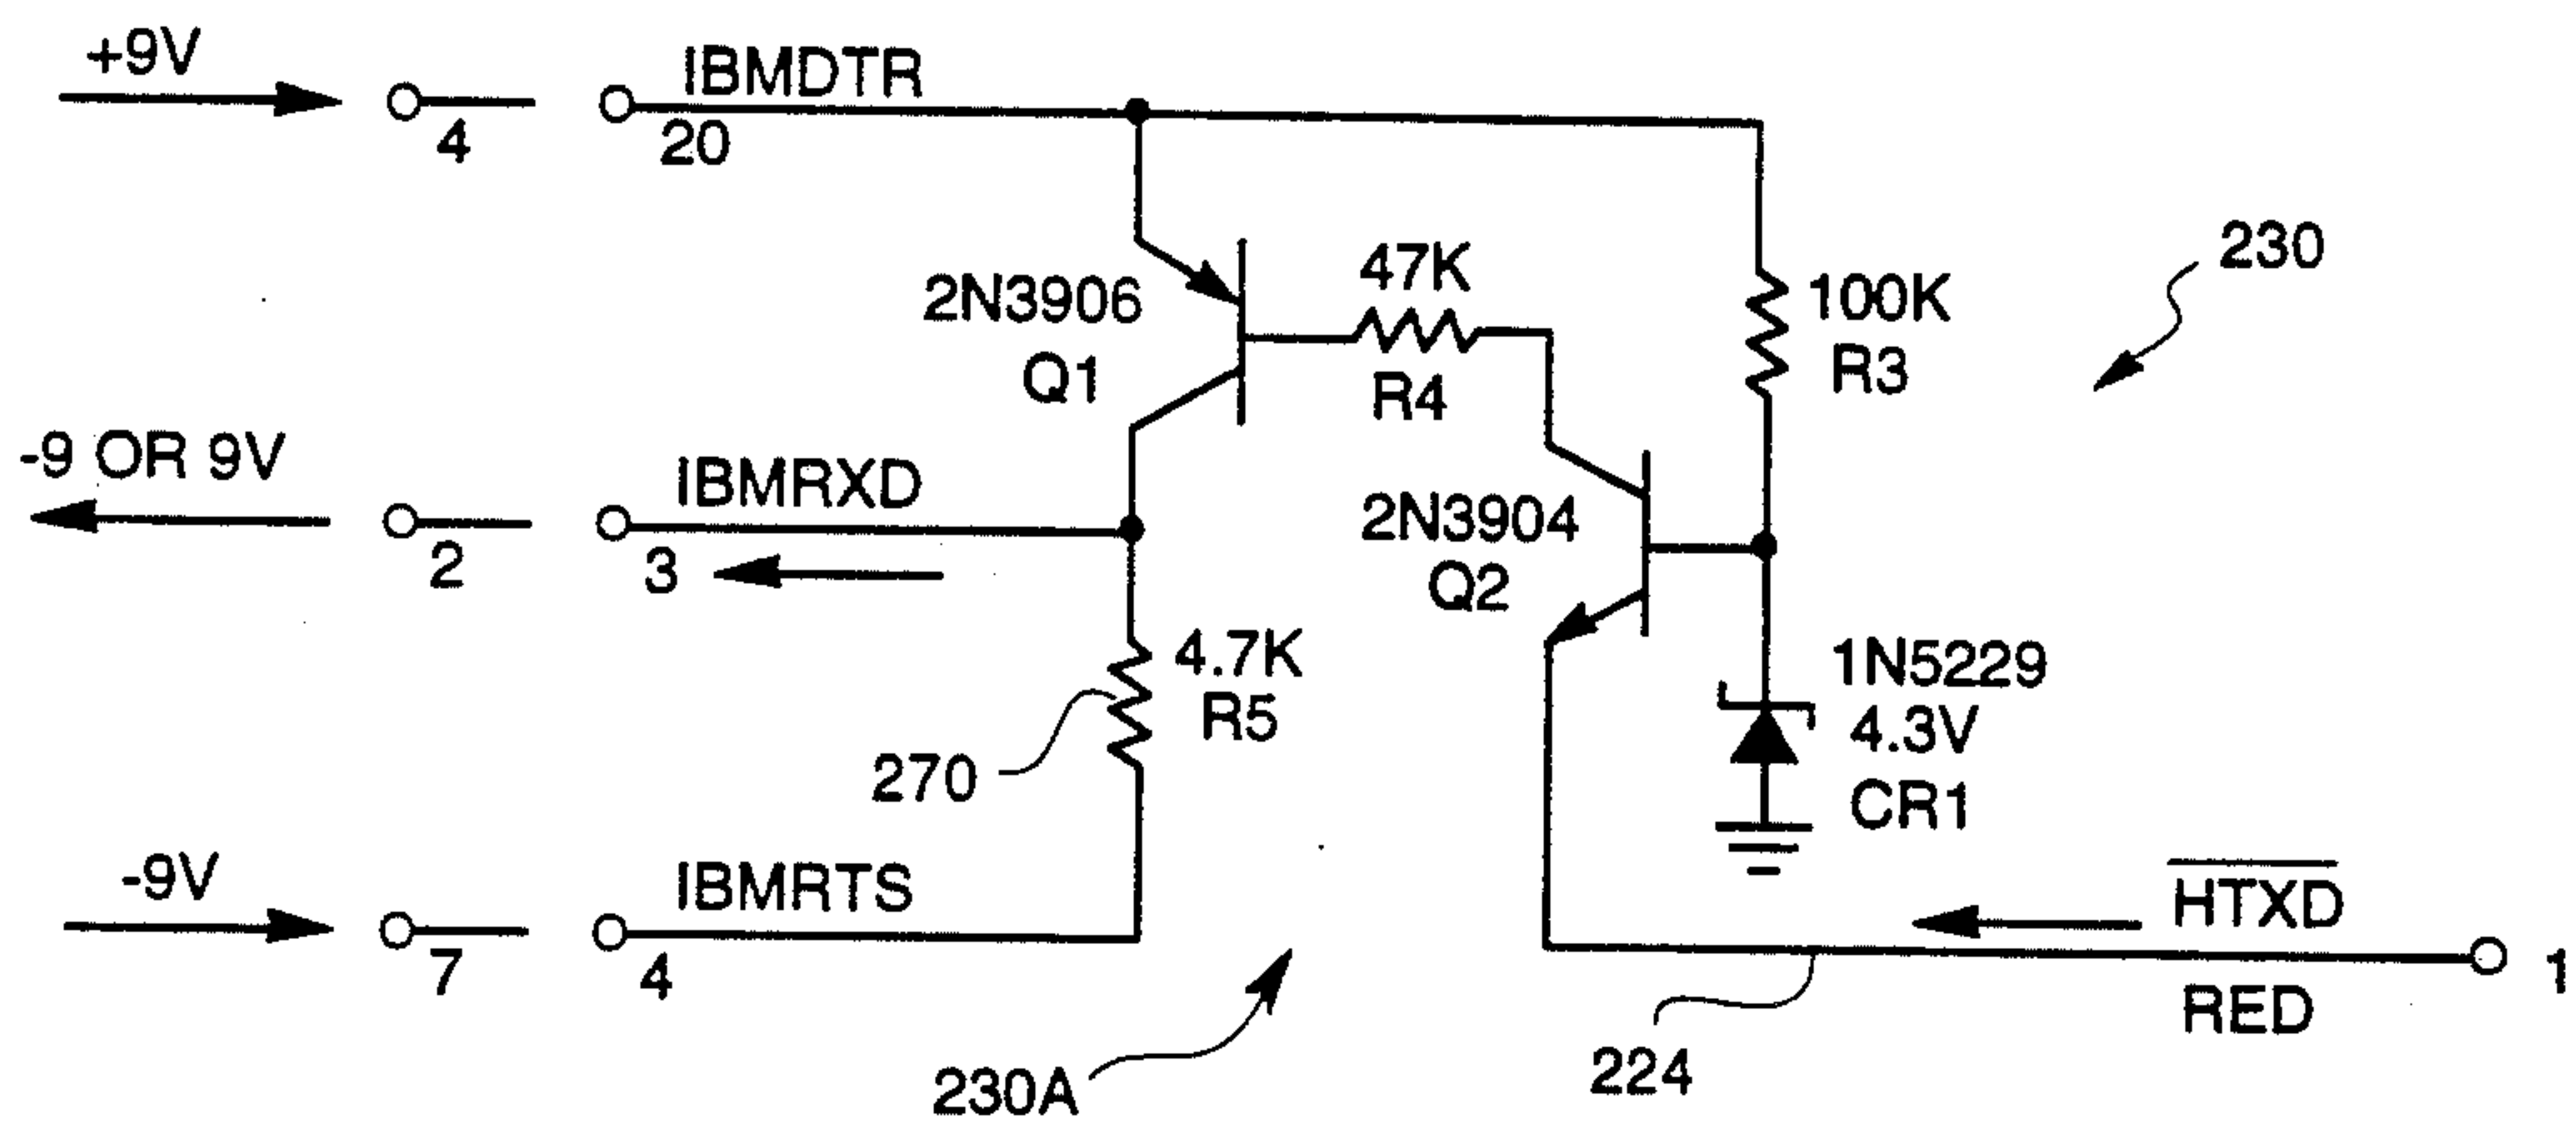 +9V
4
IBMDTR
20
2N3906
Q1
47K
R4
100K
R3
230
-9 OR 9V
2
IBMRXD
3
2N3904
Q2
4.7K
R5
270
1N5229
4.3V
CR1
-9V
7
IBMRTS
4
HTXD
RED
1
224
230A